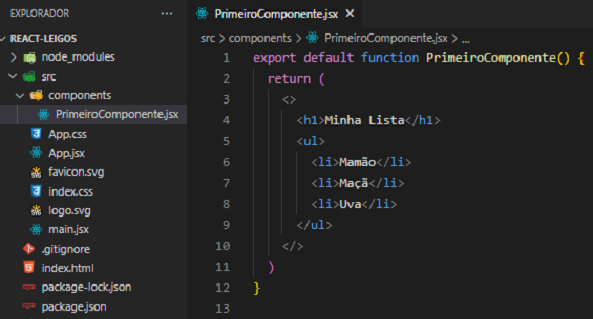 EXPLORADOR
REACT-LEIGOS
node_modules
src
components
PrimeiroComponente.jsx
App.css
App.jsx
favicon.svg
index.css
logo.svg
main.jsx
.gitignore
index.html
package-lock.json
package.json
PrimeiroComponente.jsx
src > components > PrimeiroComponente.jsx > ...
1 export default function PrimeiroComponente() {
2 return (
3 <>
4 <h1>Minha Lista</h1>
5 <ul>
6 <li>Mamão</li>
7 <li>Maçã</li>
8 <li>Uva</li>
9 </ul>
10 </>
11 )
12 }
13